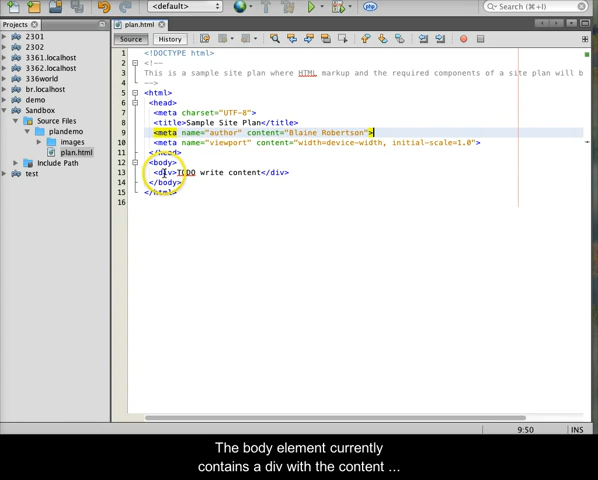 <default>
Search (⌘+I)
Projects
plan.html
2301
2302
3361.localhost
3362.localhost
336world
br.localhost
demo
Sandbox
Source Files
plandemo
images
plan.html
Include Path
test
Source
History
1 <!DOCTYPE html>
2 <!--
3 This is a sample site plan where HTML markup and the required components of a site plan will b
4 -->
5 <html>
6 <head>
7 <meta charset="UTF-8">
8 <title>Sample Site Plan</title>
9 <meta name="author" content="Blaine Robertson">
10 <meta name="viewport" content="width=device-width, initial-scale=1.0">
11 </head>
12 <body>
13 <div>TODO write content</div>
14 </body>
15 </html>
16
9:50
INS
The body element currently
contains a div with the content ...